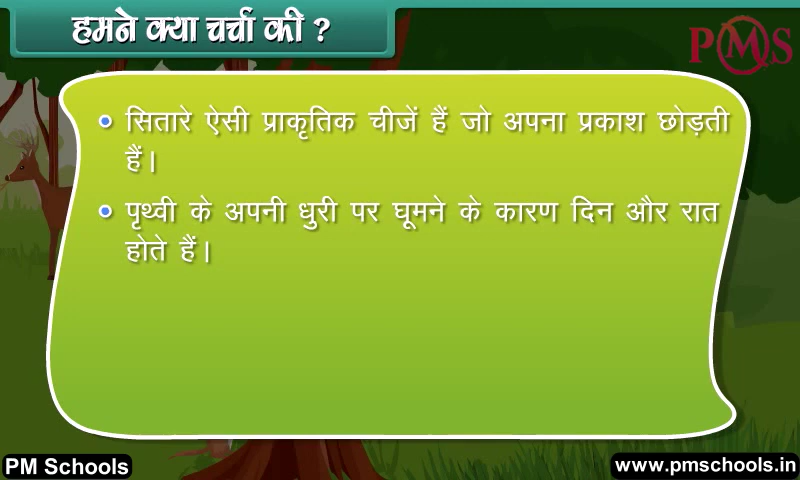 हमने क्या चर्चा की ?
PMS
• सितारे ऐसी प्राकृतिक चीजें हैं जो अपना प्रकाश छोड़ती
हैं।
• पृथ्वी के अपनी धुरी पर घूमने के कारण दिन और रात
होते हैं।
PM Schools
www.pmschools.in